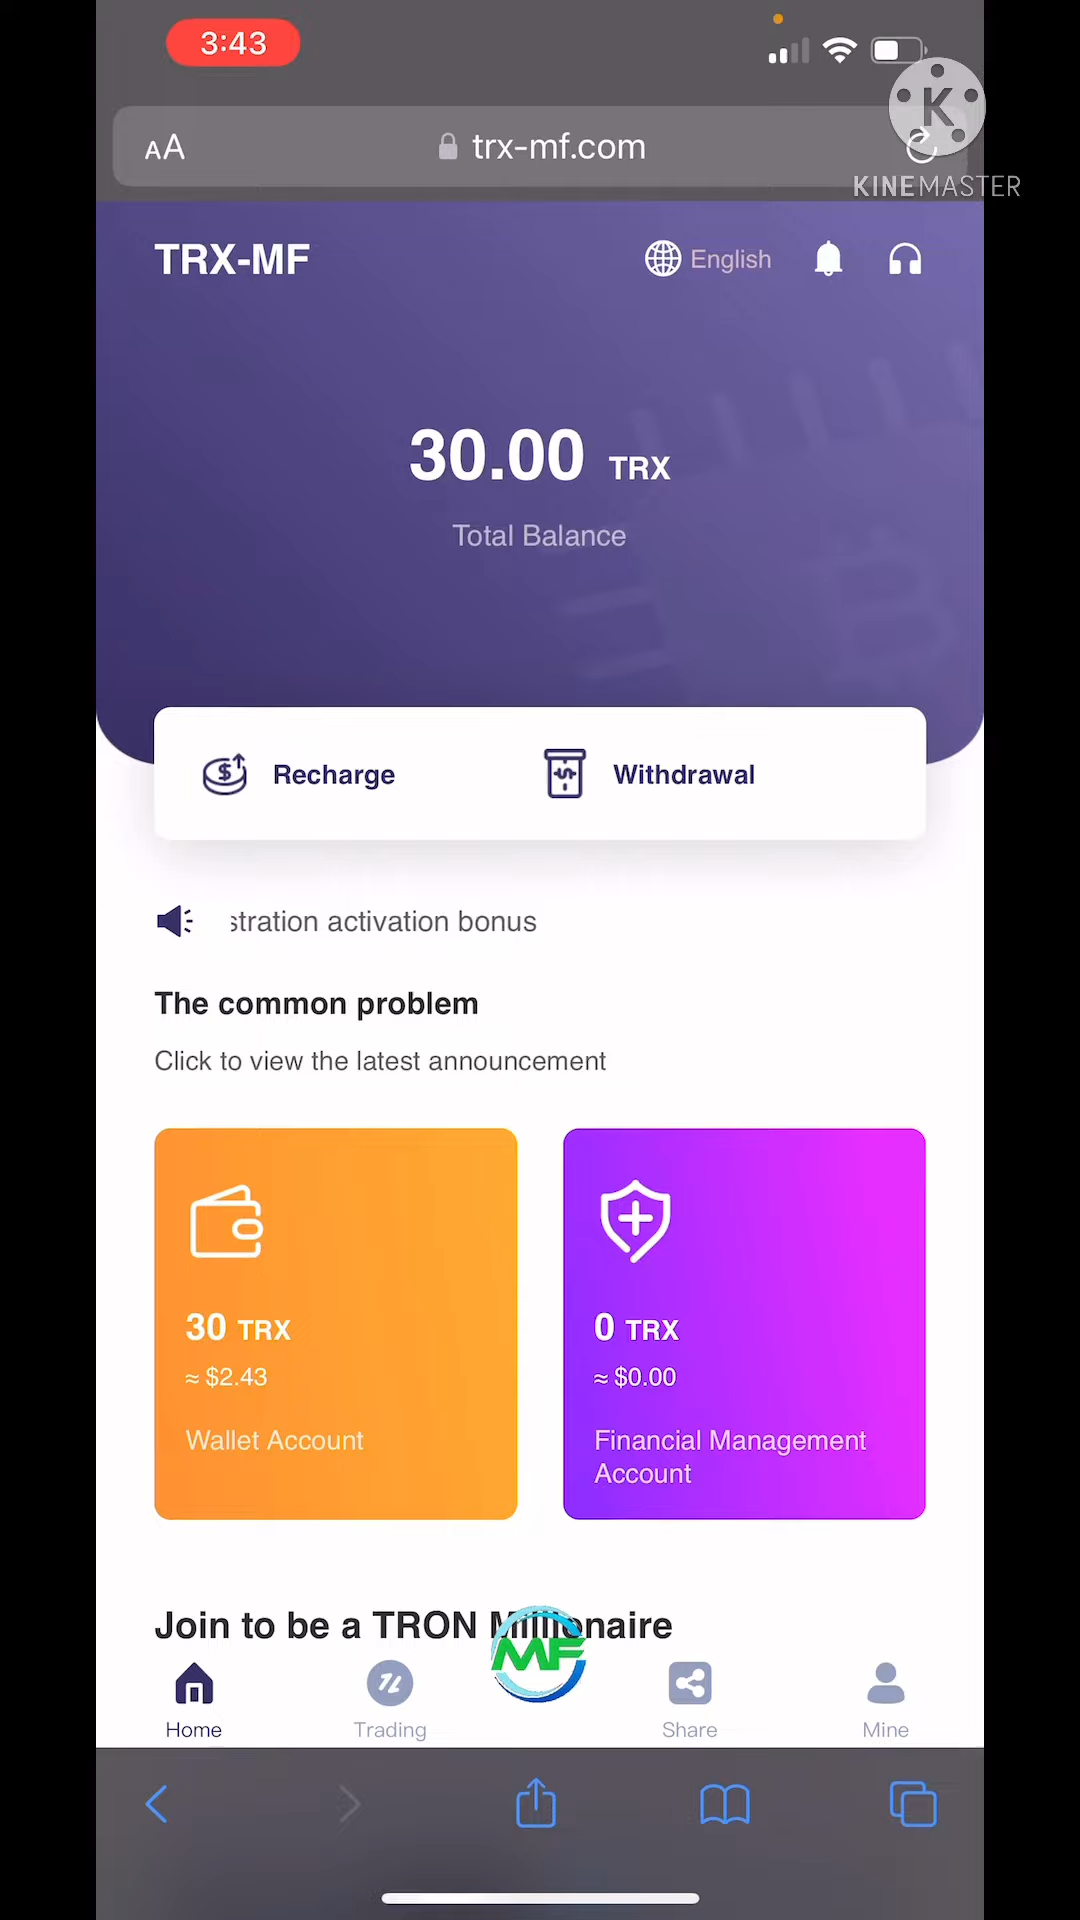 3:43
AA trx-mf.com
K
KINEMASTER
TRX-MF English
30.00 TRX
Total Balance
Recharge Withdrawal
stration activation bonus
The common problem
Click to view the latest announcement
30 TRX
≈ $2.43
Wallet Account
0 TRX
≈ $0.00
Financial Management
Account
Join to be a TRON Millionaire
MF
Home Trading Share Mine